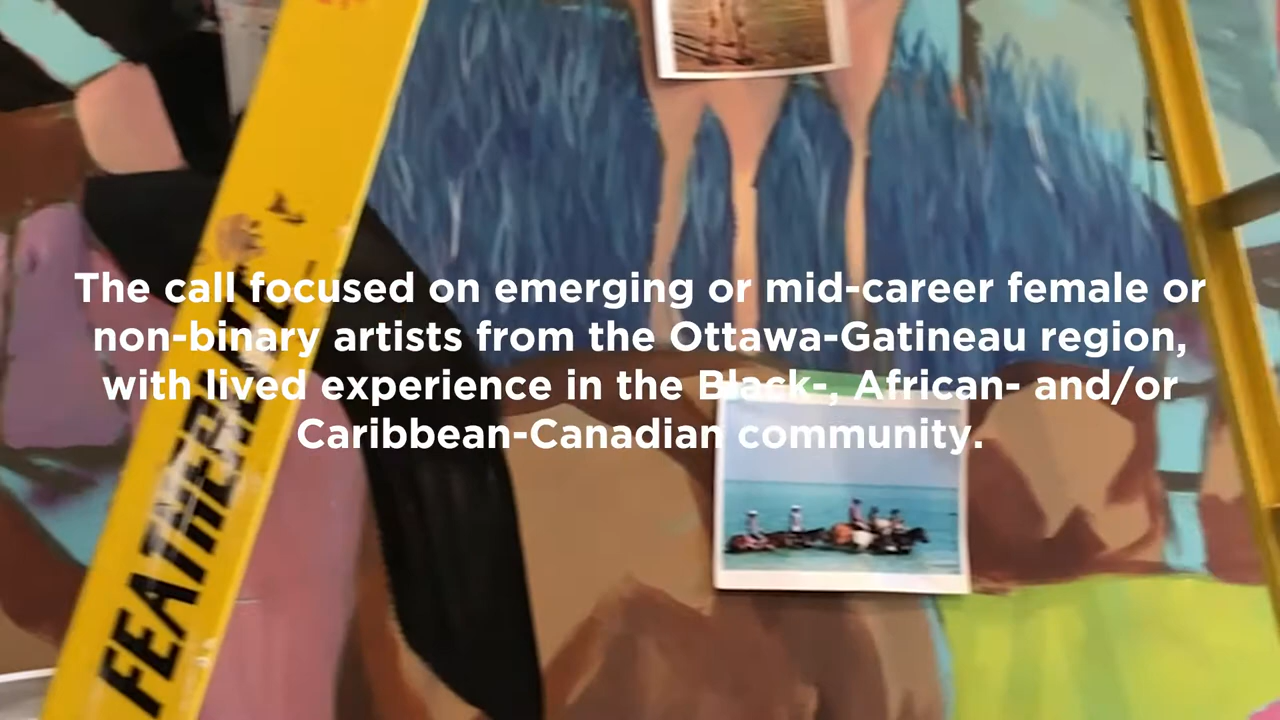 The call focused on emerging or mid-career female or
non-binary artists from the Ottawa-Gatineau region,
with lived experience in the Black-, African- and/or
Caribbean-Canadian community.